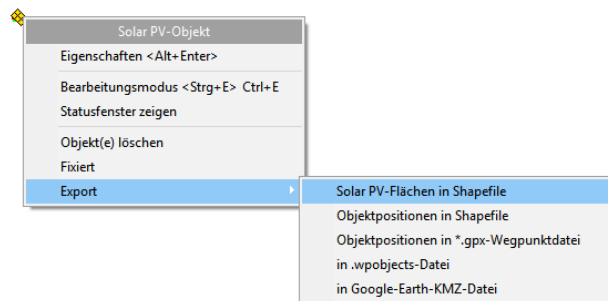 Solar PV-Objekt
Eigenschaften <Alt+Enter>
Bearbeitungsmodus <Strg+E> Ctrl+E
Statusfenster zeigen
Objekt(e) löschen
Fixiert
Export
Solar PV-Flächen in Shapefile
Objektpositionen in Shapefile
Objektpositionen in *.gpx-Wegpunktdatei
in .wpobjects-Datei
in Google-Earth-KMZ-Datei